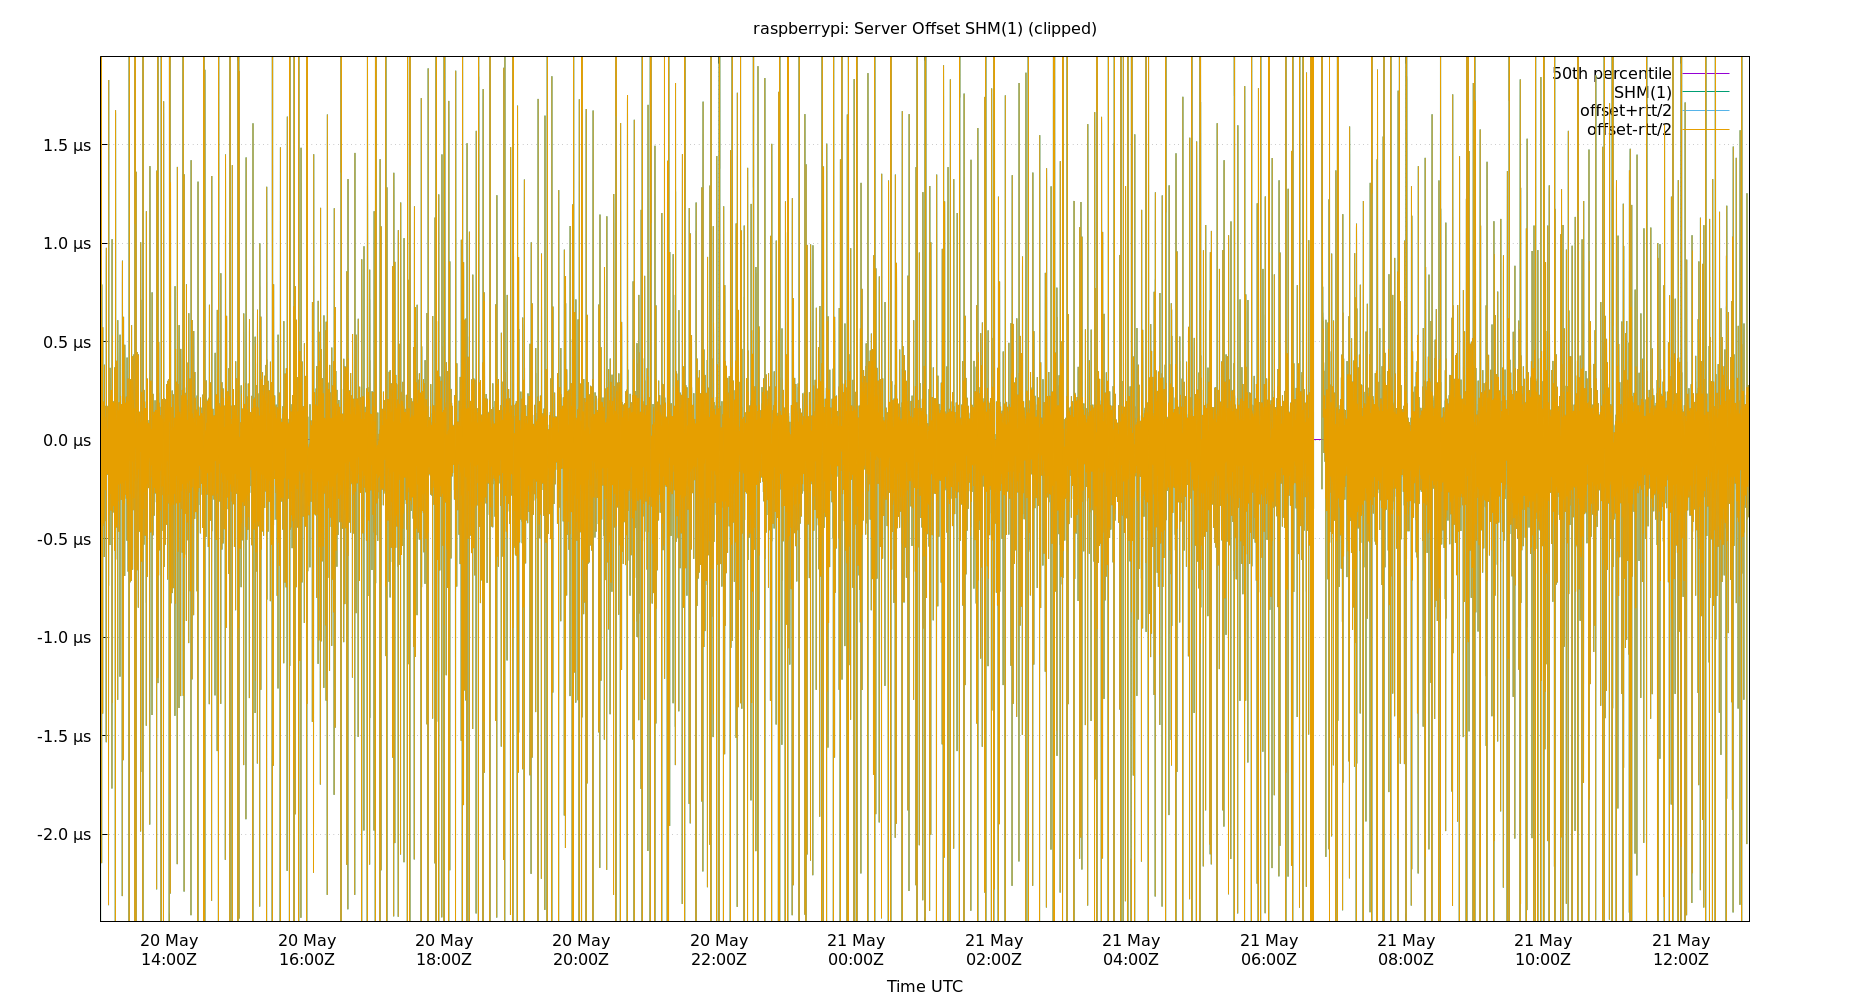 raspberrypi: Server Offset SHM(1) (clipped)
50th percentile
SHM(1)
offset+rtt/2
offset-rtt/2
1.5 µs
1.0 µs
0.5 µs
0.0 µs
-0.5 µs
-1.0 µs
-1.5 µs
-2.0 µs
20 May 20 May 20 May 20 May 20 May 21 May 21 May 21 May 21 May 21 May 21 May 21 May
14:00Z 16:00Z 18:00Z 20:00Z 22:00Z 00:00Z 02:00Z 04:00Z 06:00Z 08:00Z 10:00Z 12:00Z
Time UTC